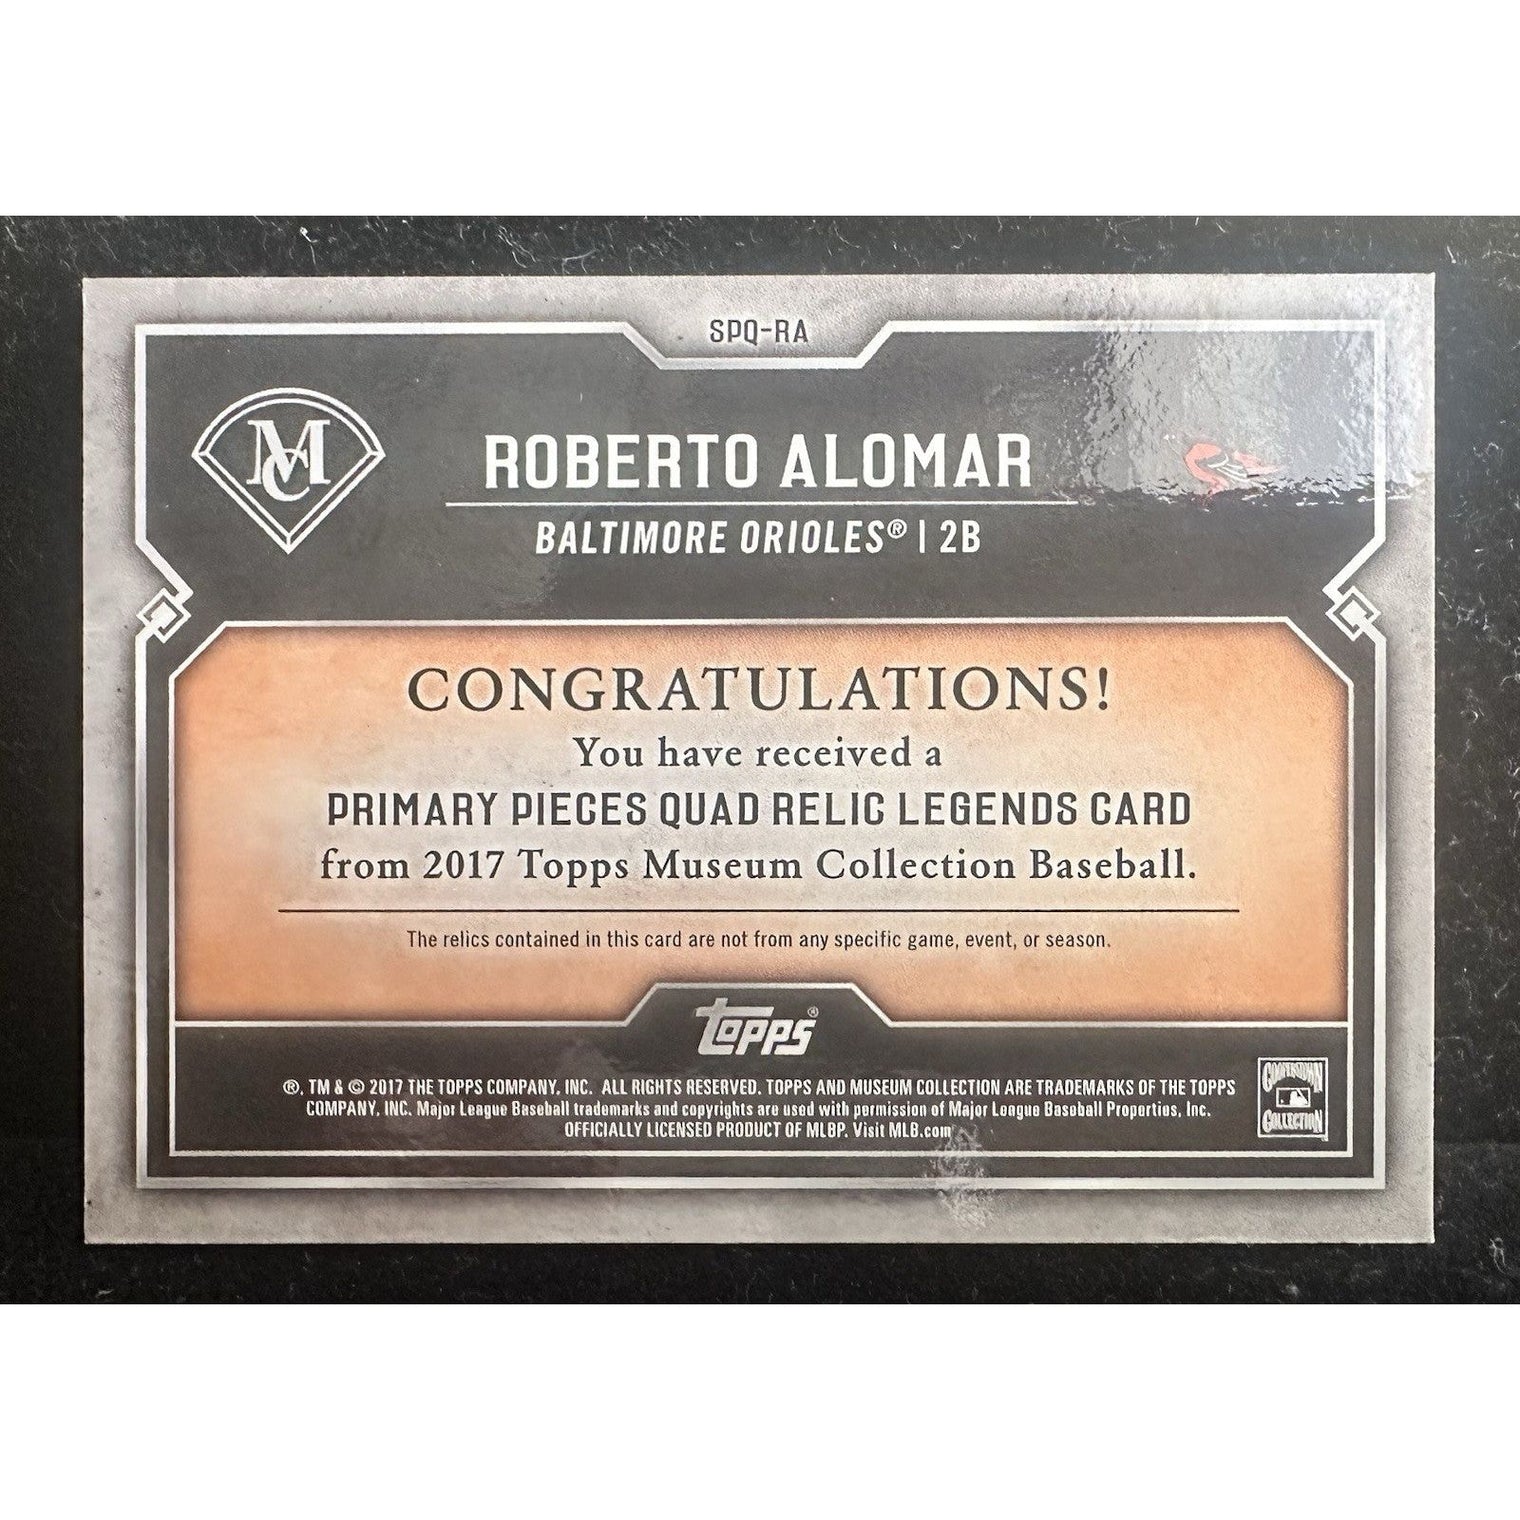 SPQ-RA
MC
ROBERTO ALOMAR
BALTIMORE ORIOLES® | 2B
CONGRATULATIONS!
You have received a
PRIMARY PIECES QUAD RELIC LEGENDS CARD
from 2017 Topps Museum Collection Baseball.
The relics contained in this card are not from any specific game, event, or season.
topps®
®, TM & © 2017 THE TOPPS COMPANY, INC. ALL RIGHTS RESERVED. TOPPS AND MUSEUM COLLECTION ARE TRADEMARKS OF THE TOPPS
COMPANY, INC. Major League Baseball trademarks and copyrights are used with permission of Major League Baseball Properties, Inc.
OFFICIALLY LICENSED PRODUCT OF MLBP. Visit MLB.com
COOPERSTOWN
COLLECTION